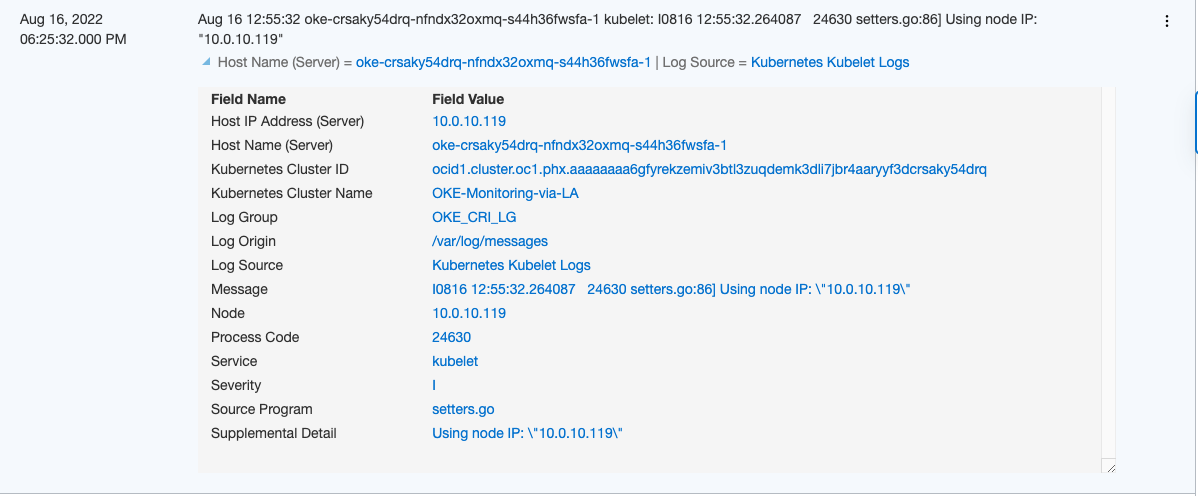 Aug 16, 2022
06:25:32.000 PM
Aug 16 12:55:32 oke-crsaky54drq-nfndx32oxmq-s44h36fwsfa-1 kubelet: I0816 12:55:32.264087   24630 setters.go:86] Using node IP:
"10.0.10.119"
Host Name (Server) = oke-crsaky54drq-nfndx32oxmq-s44h36fwsfa-1 | Log Source = Kubernetes Kubelet Logs
Field Name Field Value
Host IP Address (Server) 10.0.10.119
Host Name (Server) oke-crsaky54drq-nfndx32oxmq-s44h36fwsfa-1
Kubernetes Cluster ID ocid1.cluster.oc1.phx.aaaaaaaa6gfyrekzemiv3btl3zuqdemk3dli7jbr4aaryyf3dcrsaky54drq
Kubernetes Cluster Name OKE-Monitoring-via-LA
Log Group OKE_CRI_LG
Log Origin /var/log/messages
Log Source Kubernetes Kubelet Logs
Message I0816 12:55:32.264087   24630 setters.go:86] Using node IP: \"10.0.10.119\"
Node 10.0.10.119
Process Code 24630
Service kubelet
Severity I
Source Program setters.go
Supplemental Detail Using node IP: \"10.0.10.119\"